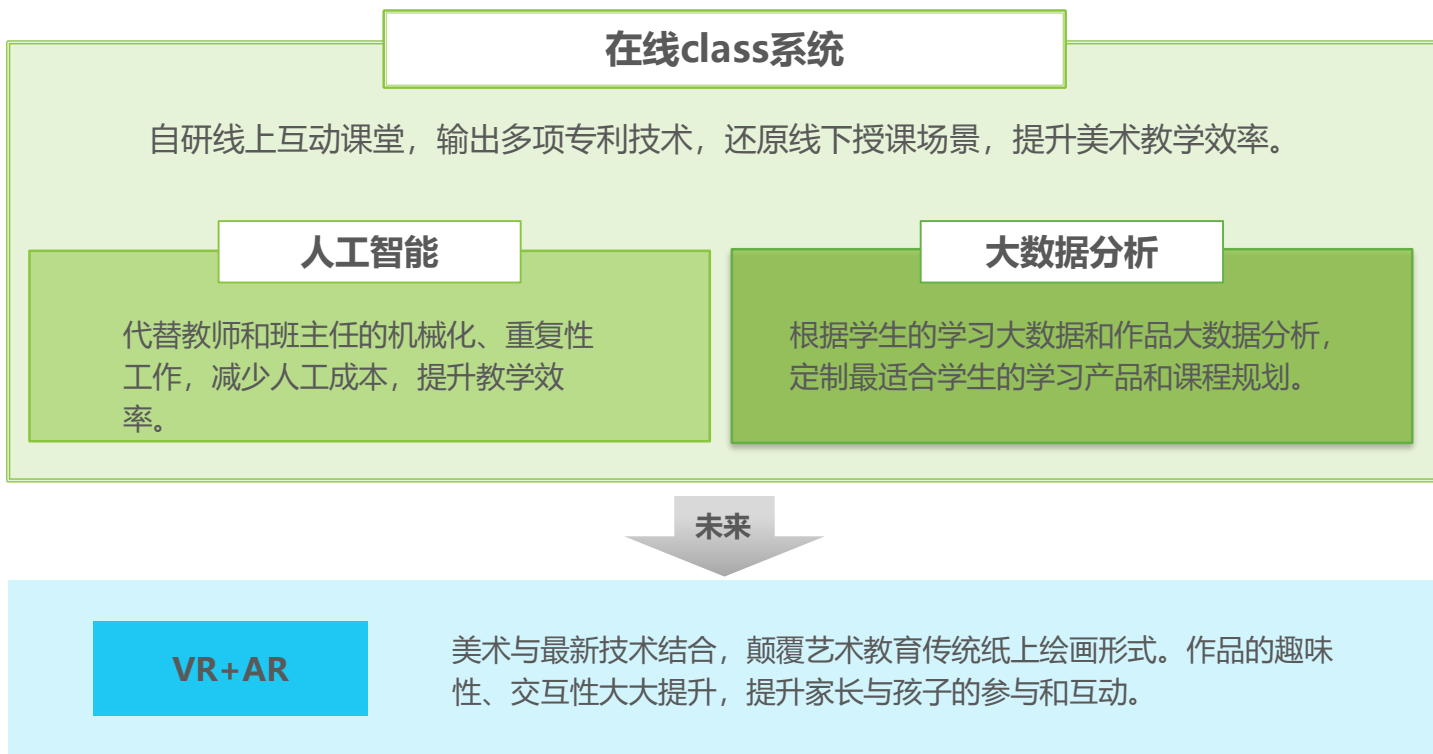 在线class系统
自研线上互动课堂，输出多项专利技术，还原线下授课场景，提升美术教学效率。
人工智能
代替教师和班主任的机械化、重复性
工作，减少人工成本，提升教学效
率。
大数据分析
根据学生的学习大数据和作品大数据分析，
定制最适合学生的学习产品和课程规划。
未来
VR+AR
美术与最新技术结合，颠覆艺术教育传统纸上绘画形式。作品的趣味
性、交互性大大提升，提升家长与孩子的参与和互动。